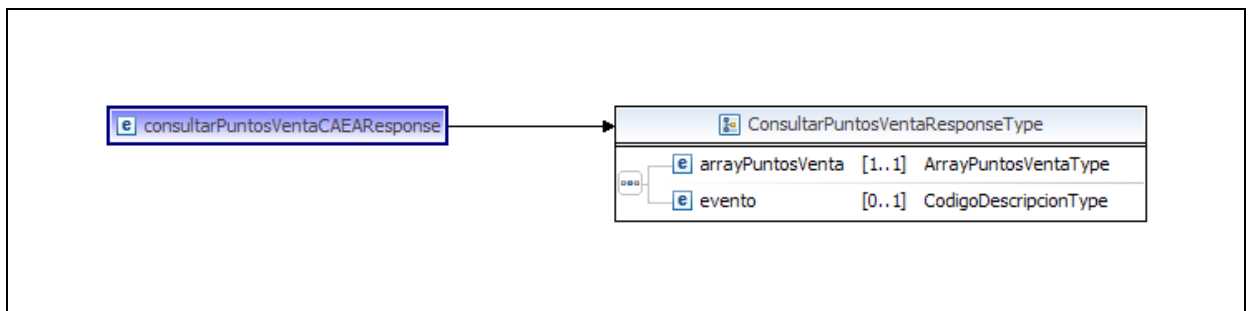 e consultarPuntosVentaCAEAResponse
ConsultarPuntosVentaResponseType
e arrayPuntosVenta [1..1] ArrayPuntosVentaType
e evento [0..1] CodigoDescripcionType